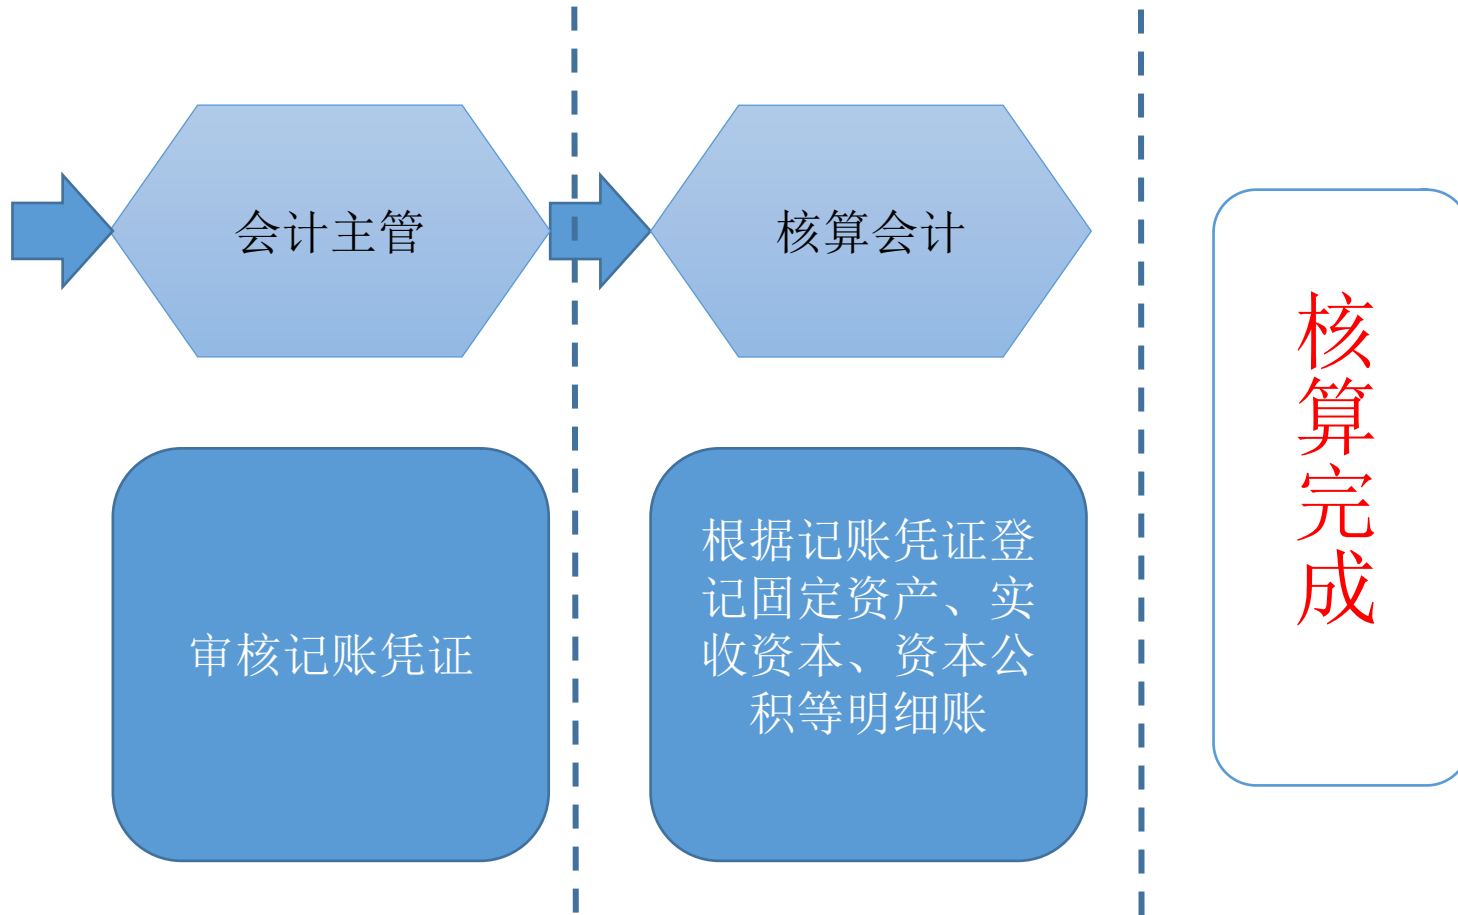 会计主管
核算会计
审核记账凭证
根据记账凭证登
记固定资产、实
收资本、资本公
积等明细账
核算完成